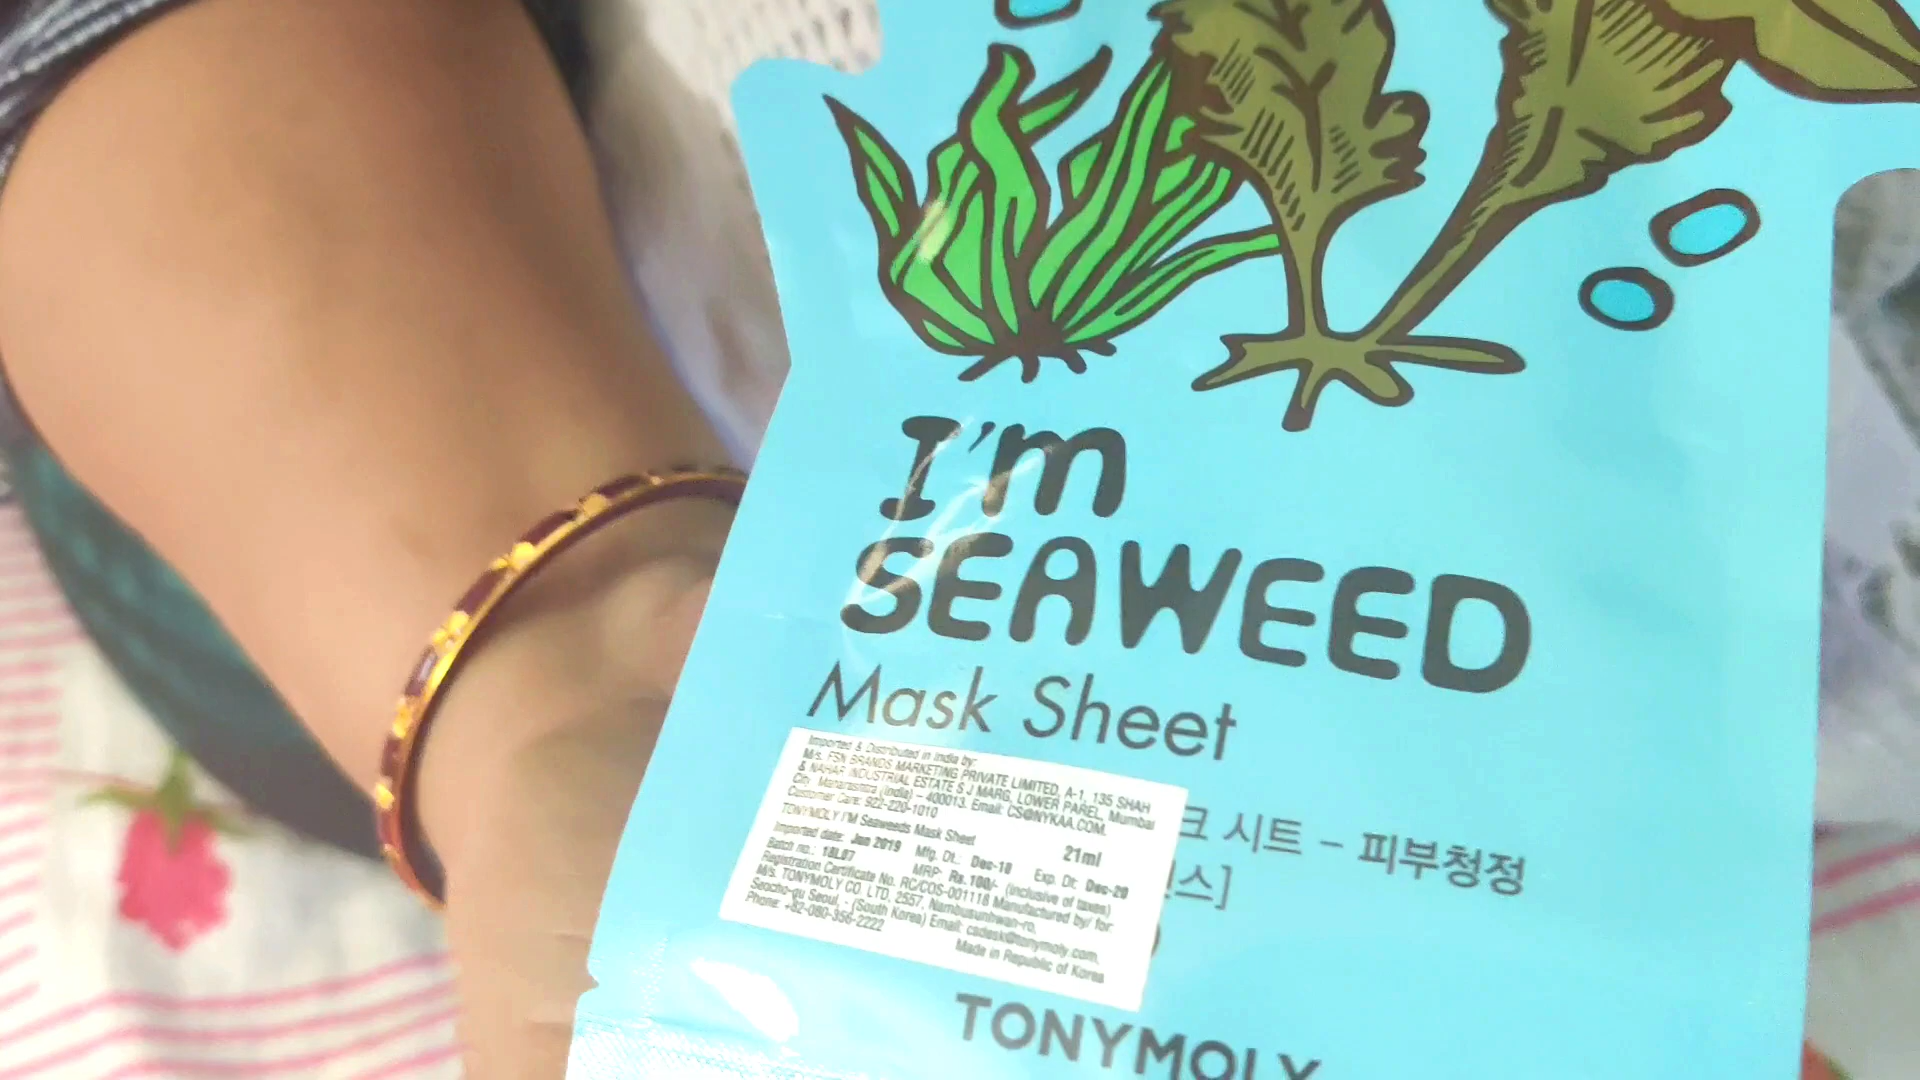 I'm
SEAWEED
Mask Sheet
크 시트 - 피부청정
스]
Imported & Distributed in India by:
M/s. FSN BRANDS MARKETING PRIVATE LIMITED, A-1, 135 SHAH
& NAHAR INDUSTRIAL ESTATE S J MARG, LOWER PAREL, Mumbai
City Maharashtra (India) – 400013. Email: CS@NYKAA.COM.
Customer Care: 922-220-1010
TONYMOLY I'M Seaweeds Mask Sheet 21ml
Imported date: Jan 2019 Mfg. Dt.: Dec-18 Exp. Dt: Dec-20
Batch no.: 18L07 MRP: Rs.100/- (inclusive of taxes)
Registration Certificate No. RC/COS-001118 Manufactured by/ for:
M/s. TONYMOLY CO. LTD, 2557, Nambusunhwan-ro,
Seocho-gu Seoul, - (South Korea) Email: csdesk@tonymoly.com,
Phone: +82-080-356-2222
Made in Republic of Korea
TONYMOLY